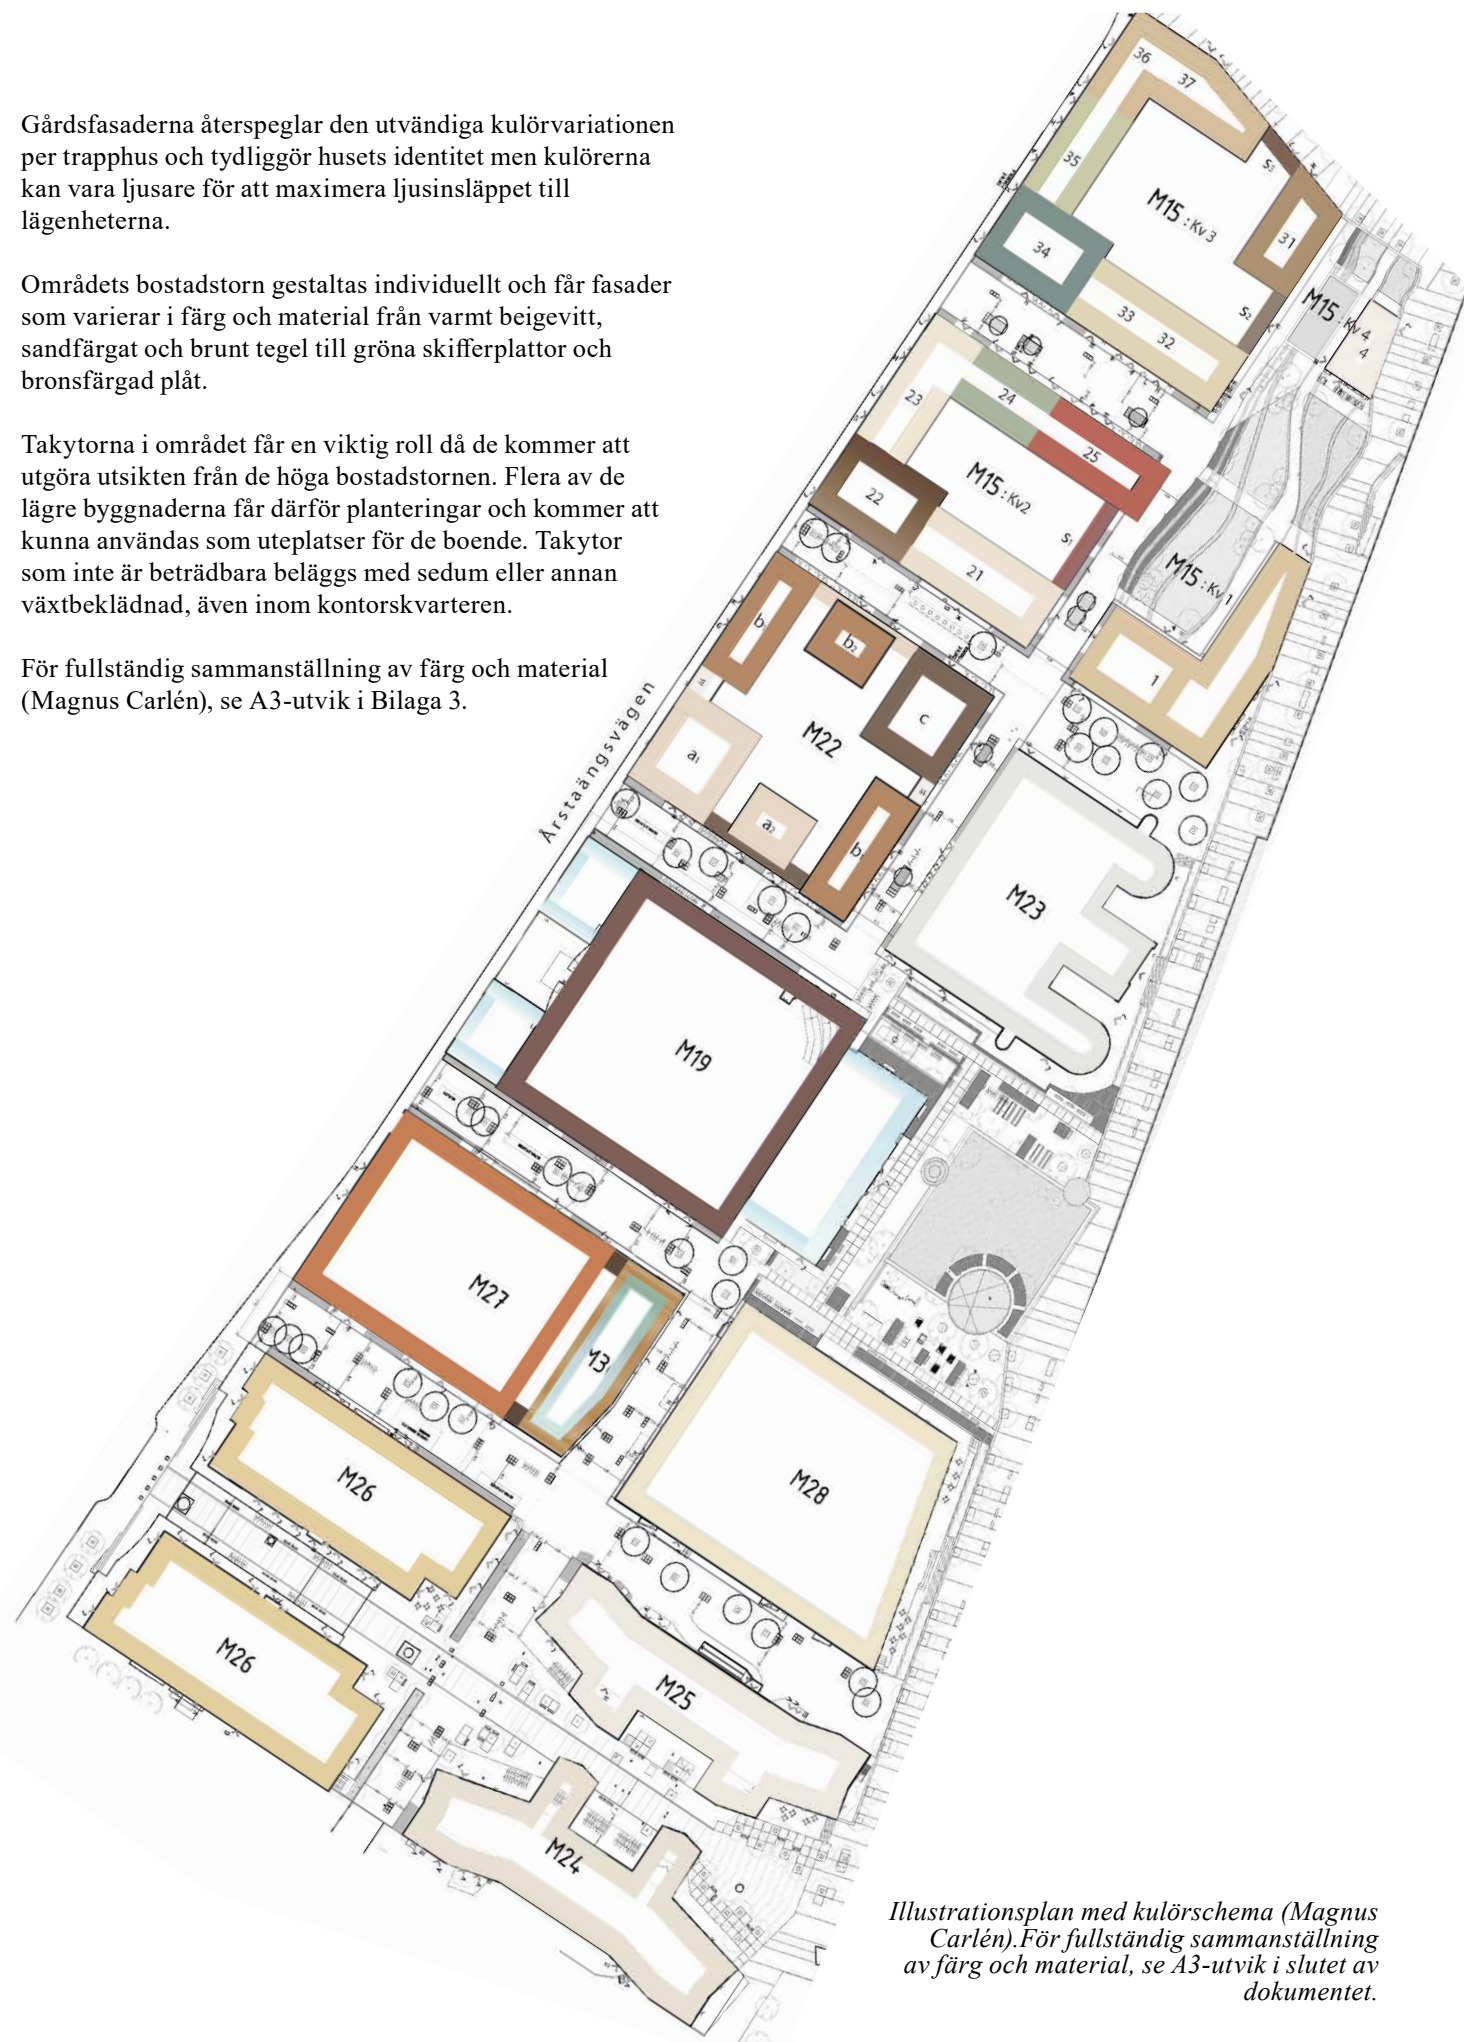 Gårdsfasaderna återspeglar den utvändiga kulörvariationen
per trapphus och tydliggör husets identitet men kulörerna
kan vara ljusare för att maximera ljusinsläppet till
lägenheterna.
Områdets bostadstorn gestaltas individuellt och får fasader
som varierar i färg och material från varmt beigevitt,
sandfärgat och brunt tegel till gröna skifferplattor och
bronsfärgad plåt.
Takytorna i området får en viktig roll då de kommer att
utgöra utsikten från de höga bostadstornen. Flera av de
lägre byggnaderna får därför planteringar och kommer att
kunna användas som uteplatser för de boende. Takytor
som inte är beträdbara beläggs med sedum eller annan
växtbeklädnad, även inom kontorskvarteren.
För fullständig sammanställning av färg och material
(Magnus Carlén), se A3-utvik i Bilaga 3.
36
37
35
S3
M15 : Kv 3
31
34
33
32
S2
M15 : Kv 4
4
24
23
25
M15 : Kv2
22
S1
21
M15 : Kv 1
1
b
b2
c
M22
a1
a2
b
Årstaängsvägen
M23
M19
M27
M3
M28
M26
M26
M25
M24
Illustrationsplan med kulörschema (Magnus
Carlén).För fullständig sammanställning
av färg och material, se A3-utvik i slutet av
dokumentet.